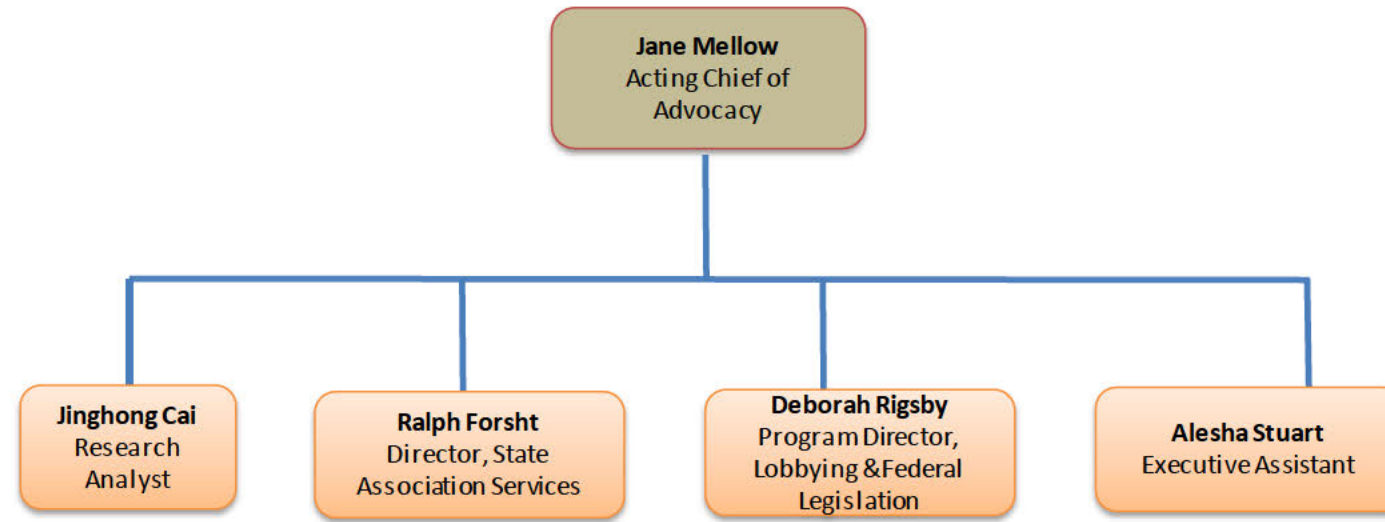 Jane Mellow
Acting Chief of
Advocacy
Jinghong Cai
Research
Analyst
Ralph Forsht
Director, State
Association Services
Deborah Rigsby
Program Director,
Lobbying &Federal
Legislation
Alesha Stuart
Executive Assistant